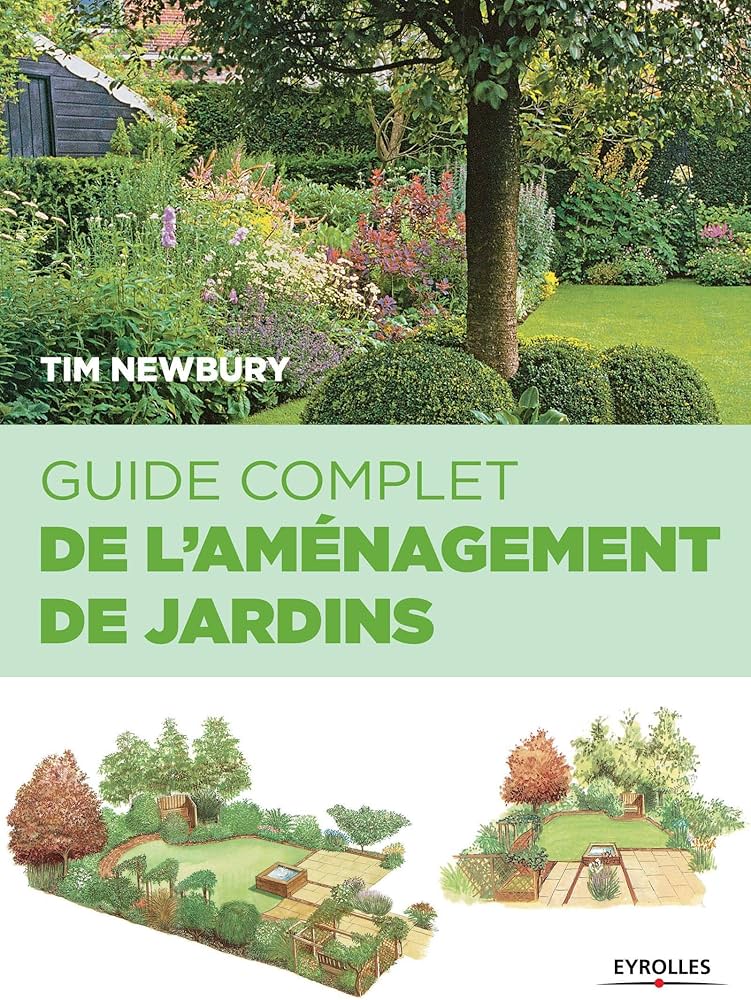 TIM NEWBURY
GUIDE COMPLET
DE L’AMÉNAGEMENT
DE JARDINS
EYROLLES